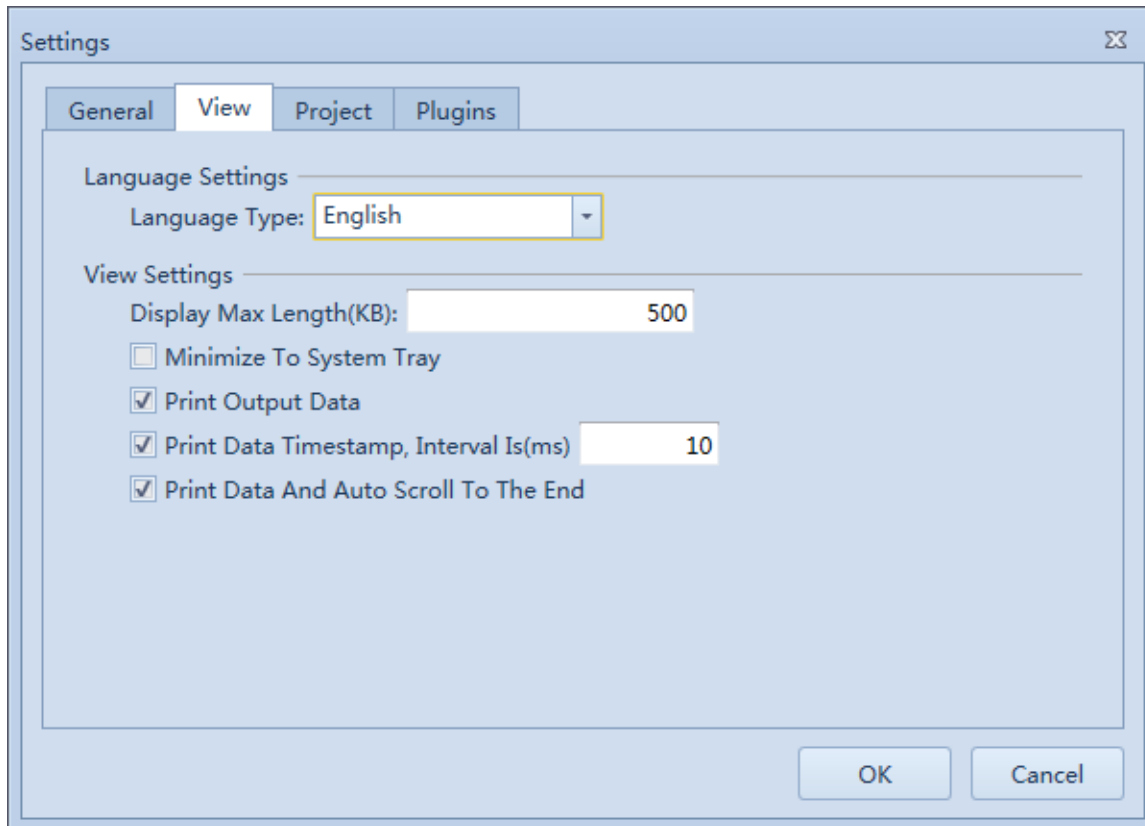 Settings
General View Project Plugins
Language Settings
Language Type: English
View Settings
Display Max Length(KB): 500
Minimize To System Tray
Print Output Data
Print Data Timestamp, Interval Is(ms) 10
Print Data And Auto Scroll To The End
OK Cancel